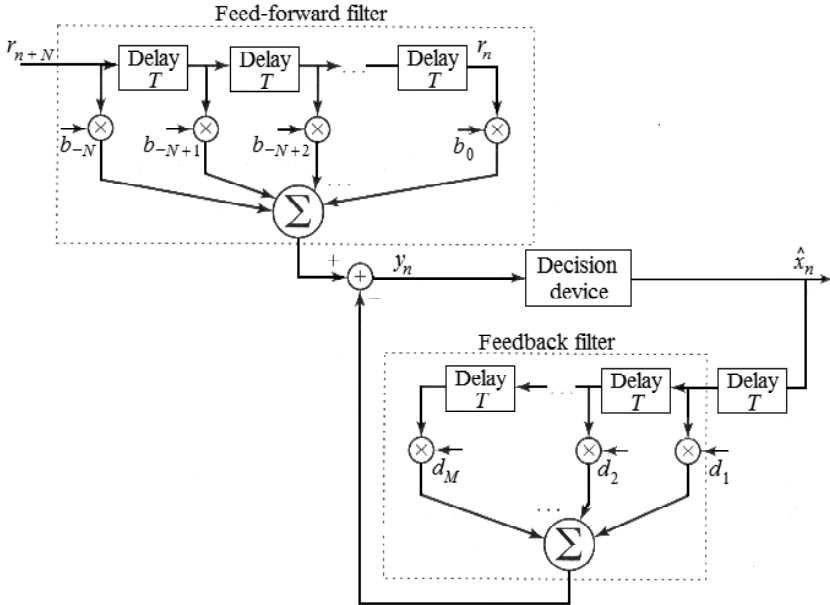 Feed-forward filter
r_{n+N}
Delay
T
Delay
T
...
Delay
T
r_n
×
×
×
×
b_{-N}
b_{-N+1}
b_{-N+2}
b_0
...
Σ
+
+
−
y_n
Decision
device
x̂_n
Feedback filter
Delay
T
...
Delay
T
Delay
T
×
×
×
d_M
d_2
d_1
...
Σ